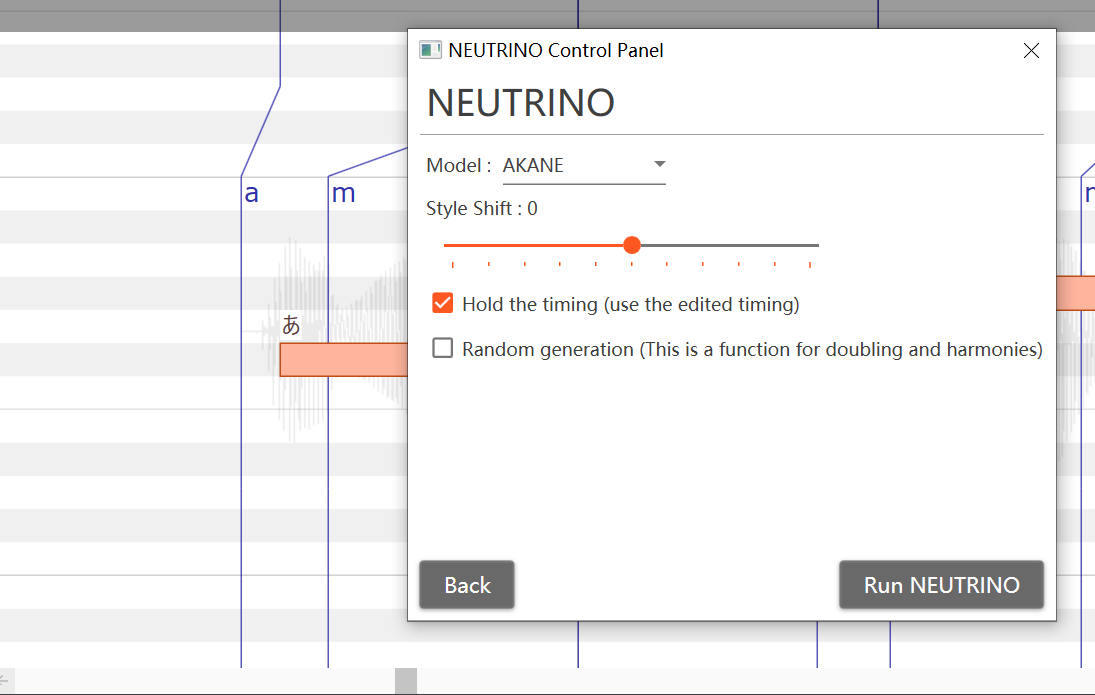 NEUTRINO Control Panel
NEUTRINO
Model : AKANE
a
m
Style Shift : 0
Hold the timing (use the edited timing)
あ
Random generation (This is a function for doubling and harmonies)
Back
Run NEUTRINO